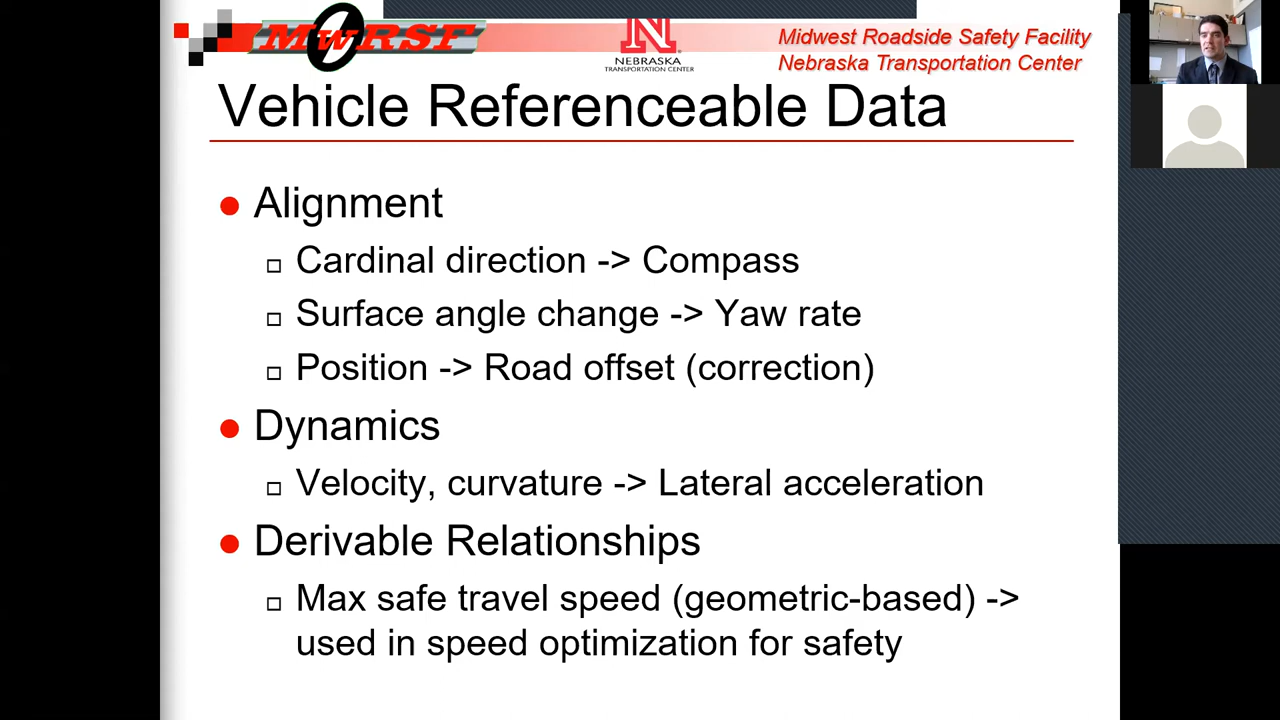 MwRSF
N
NEBRASKA
TRANSPORTATION CENTER
Midwest Roadside Safety Facility
Nebraska Transportation Center
Vehicle Referenceable Data
Alignment
Cardinal direction -> Compass
Surface angle change -> Yaw rate
Position -> Road offset (correction)
Dynamics
Velocity, curvature -> Lateral acceleration
Derivable Relationships
Max safe travel speed (geometric-based) ->
used in speed optimization for safety